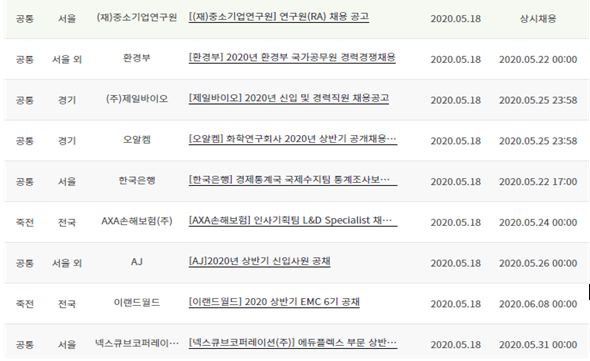 공통 서울 (재)중소기업연구원 [(재)중소기업연구원] 연구원(RA) 채용 공고 2020.05.18 상시채용
공통 서울 외 환경부 [환경부] 2020년 환경부 국가공무원 경력경쟁채용 2020.05.18 2020.05.22 00:00
공통 경기 (주)제일바이오 [제일바이오] 2020년 신입 및 경력직원 채용공고 2020.05.18 2020.05.25 23:58
공통 경기 오알켐 [오알켐] 화학연구회사 2020년 상반기 공개채용… 2020.05.18 2020.05.25 23:58
공통 서울 한국은행 [한국은행] 경제통계국 국제수지팀 통계조사보… 2020.05.18 2020.05.22 17:00
죽전 전국 AXA손해보험(주) [AXA손해보험] 인사기획팀 L&D Specialist 채… 2020.05.18 2020.05.24 00:00
공통 서울 외 AJ [AJ]2020년 상반기 신입사원 공채 2020.05.18 2020.05.26 00:00
죽전 전국 이랜드월드 [이랜드월드] 2020 상반기 EMC 6기 공채 2020.05.18 2020.06.08 00:00
공통 서울 넥스큐브코퍼레이… [넥스큐브코퍼레이션(주)] 에듀플렉스 부문 상반… 2020.05.18 2020.05.31 00:00